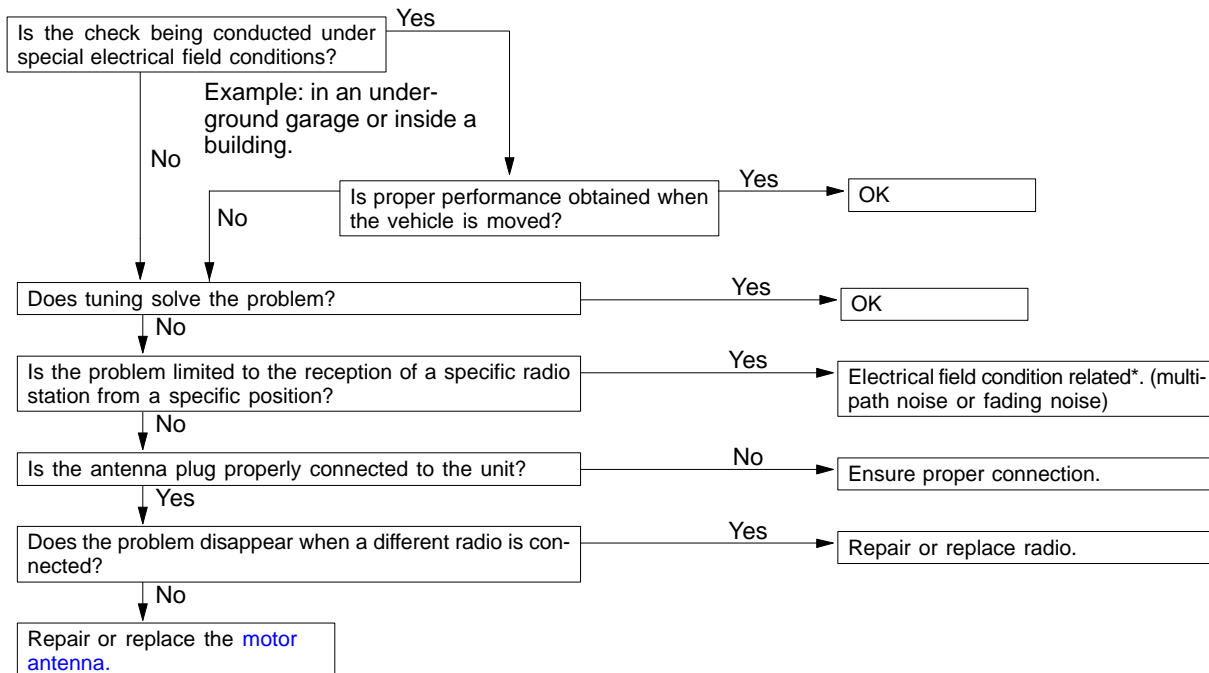 Yes
Is the check being conducted under
special electrical field conditions?
Example: in an under-
ground garage or inside a
building.
No
Is proper performance obtained when
the vehicle is moved?
Yes
OK
No
Does tuning solve the problem?
Yes
OK
No
Is the problem limited to the reception of a specific radio
station from a specific position?
Yes
Electrical field condition related*. (multi-
path noise or fading noise)
No
Is the antenna plug properly connected to the unit?
No
Ensure proper connection.
Yes
Does the problem disappear when a different radio is con-
nected?
Yes
Repair or replace radio.
No
Repair or replace the motor
antenna.